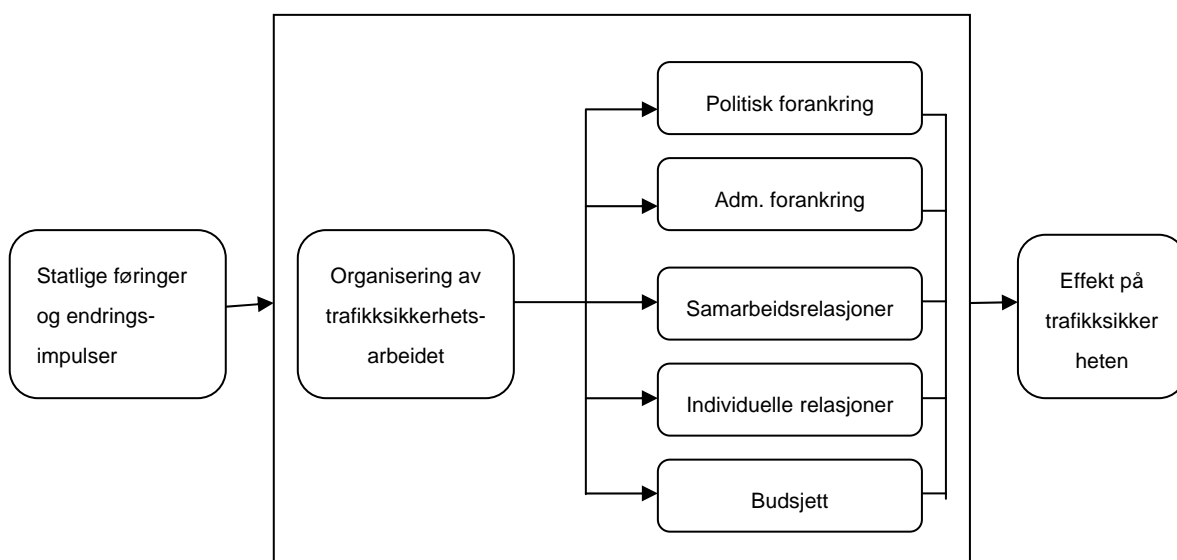 Statlige føringer
og endrings-
impulser
Organisering av
trafikksikkerhets-
arbeidet
Politisk forankring
Adm. forankring
Samarbeidsrelasjoner
Individuelle relasjoner
Budsjett
Effekt på
trafikksikker
heten